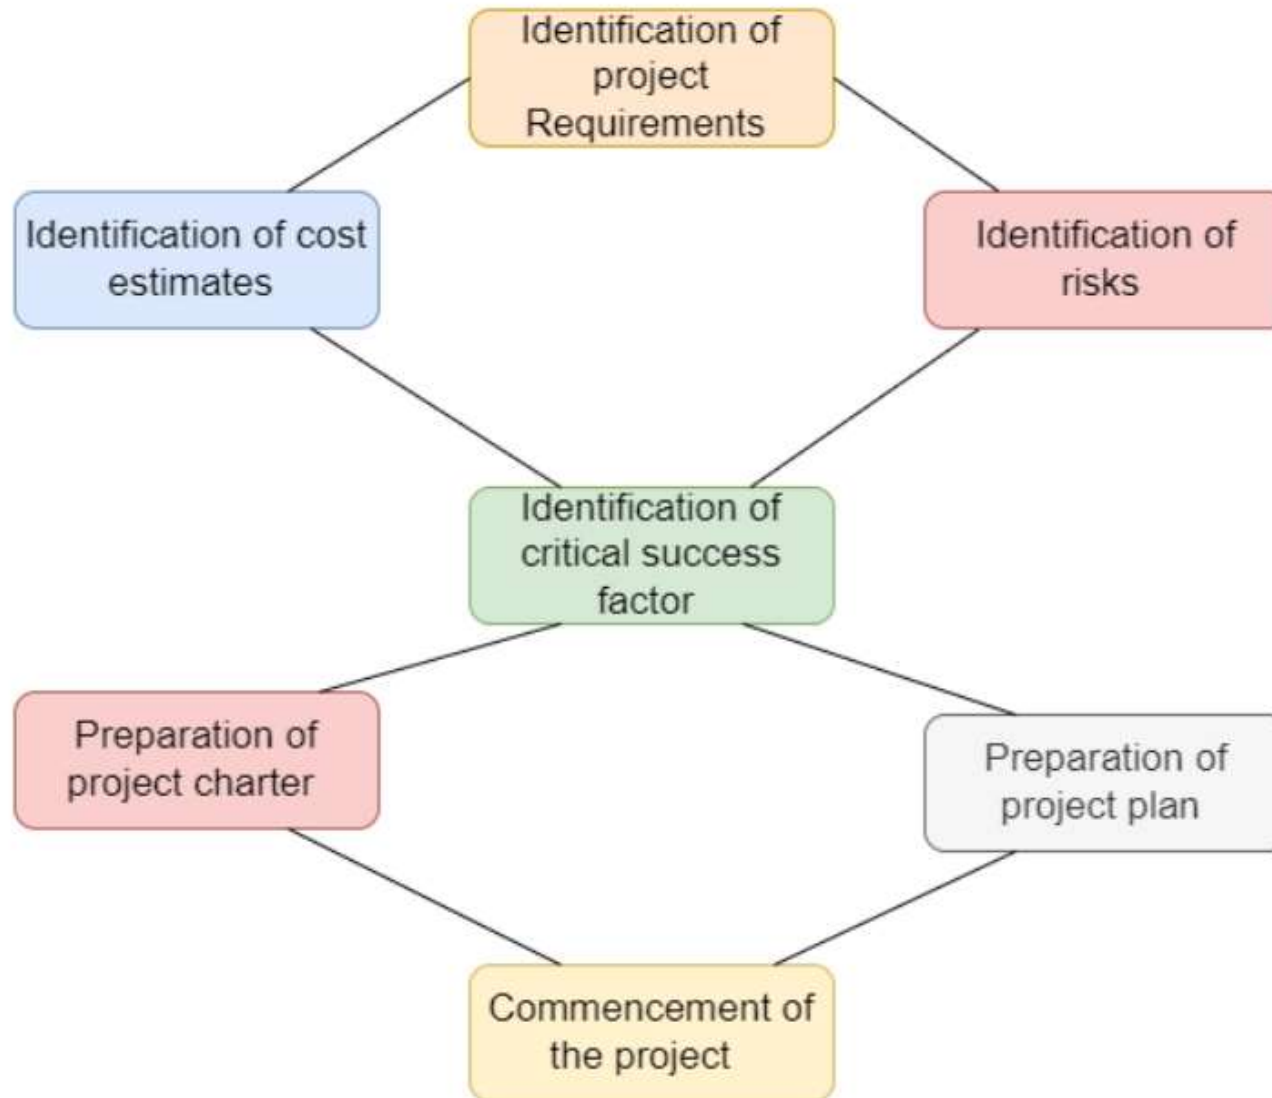 Identification of
project
Requirements
Identification of cost
estimates
Identification of
risks
Identification of
critical success
factor
Preparation of
project charter
Preparation of
project plan
Commencement of
the project